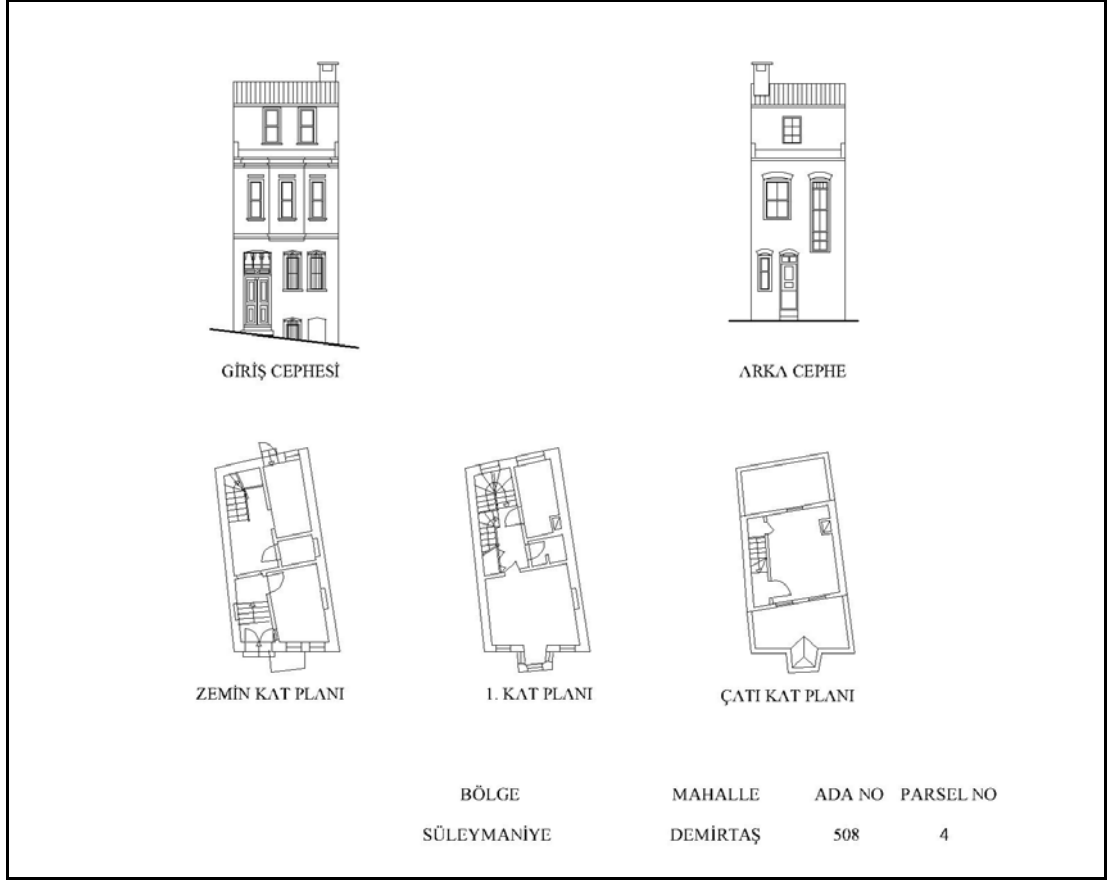 GİRİŞ CEPHESİ
ARKA CEPHE
ZEMİN KAT PLANI
1. KAT PLANI
ÇATI KAT PLANI
BÖLGE MAHALLE ADA NO PARSEL NO
SÜLEYMANİYE DEMİRTAŞ 508 4